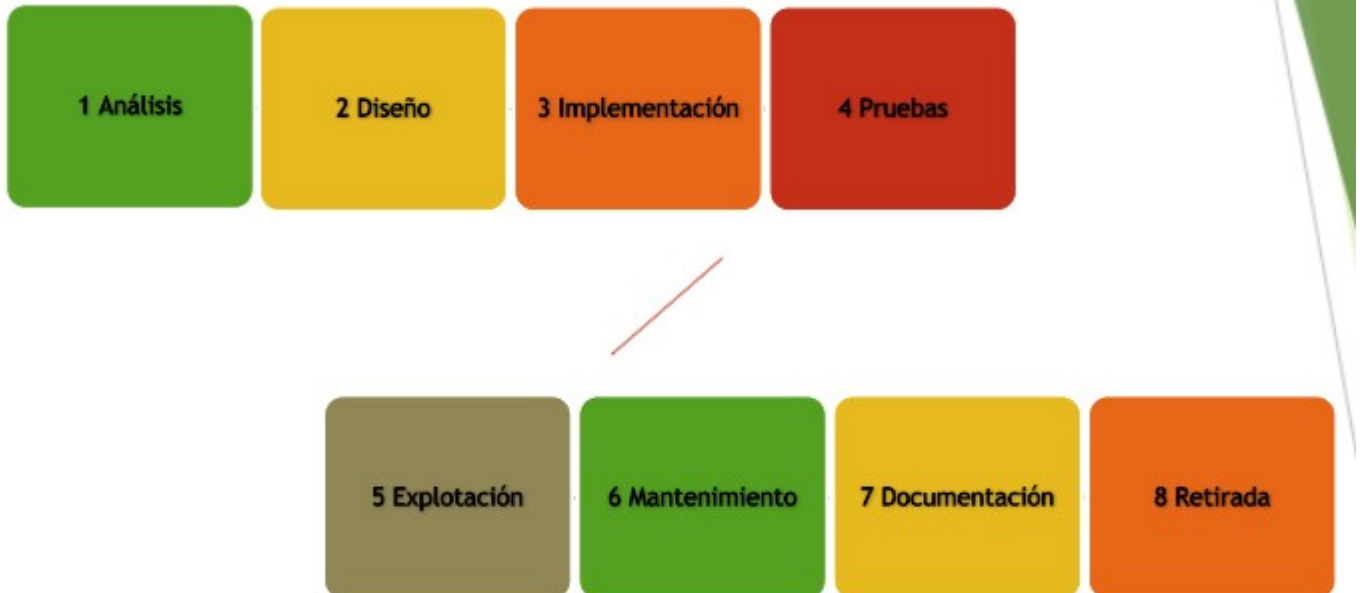 1 Análisis
2 Diseño
3 Implementación
4 Pruebas
5 Explotación
6 Mantenimiento
7 Documentación
8 Retirada